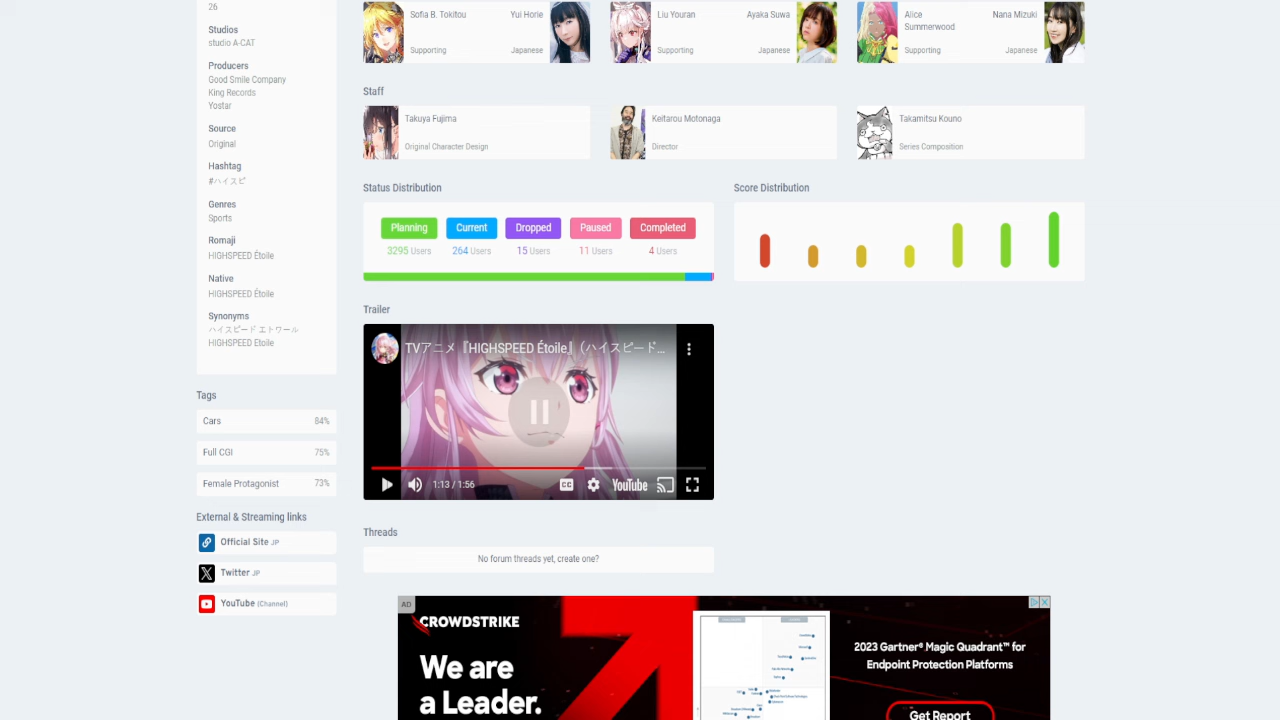 26
Studios
studio A-CAT
Producers
Good Smile Company
King Records
Yostar
Source
Original
Hashtag
#ハイスピ
Genres
Sports
Romaji
HIGHSPEED Étoile
Native
HIGHSPEED Étoile
Synonyms
ハイスピード エトワール
HIGHSPEED Etoile
Tags
Cars 84%
Full CGI 75%
Female Protagonist 73%
External & Streaming links
Official Site JP
Twitter JP
YouTube (Channel)
Sofia B. Tokitou Yui Horie
Supporting Japanese
Liu Youran Ayaka Suwa
Supporting Japanese
Alice Summerwood Nana Mizuki
Supporting Japanese
Staff
Takuya Fujima
Original Character Design
Keitarou Motonaga
Director
Takamitsu Kouno
Series Composition
Status Distribution
Planning Current Dropped Paused Completed
3295 Users 264 Users 15 Users 11 Users 4 Users
Score Distribution
Trailer
TVアニメ『HIGHSPEED Étoile』（ハイスピード…
1:13 / 1:56
CC
YouTube
Threads
No forum threads yet, create one?
AD
CROWDSTRIKE
We are
a Leader.
2023 Gartner® Magic Quadrant™ for
Endpoint Protection Platforms
Get Report